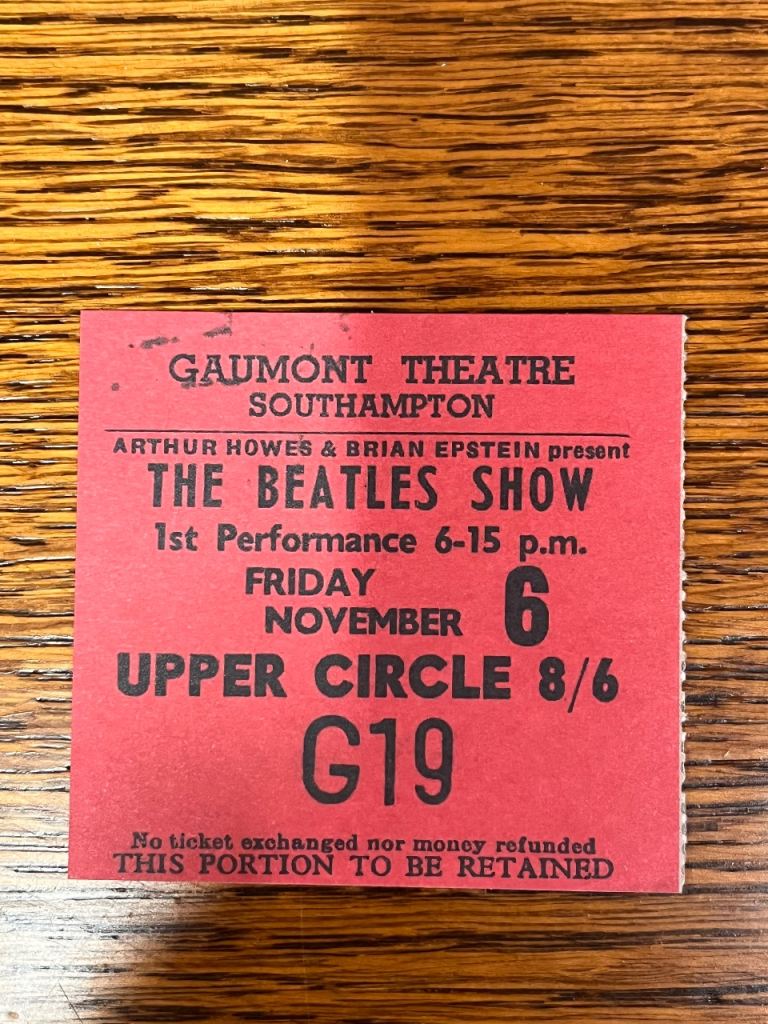 GAUMONT THEATRE
SOUTHAMPTON
ARTHUR HOWES & BRIAN EPSTEIN present
THE BEATLES SHOW
1st Performance 6-15 p.m.
FRIDAY
NOVEMBER 6
UPPER CIRCLE 8/6
G19
No ticket exchanged nor money refunded
THIS PORTION TO BE RETAINED